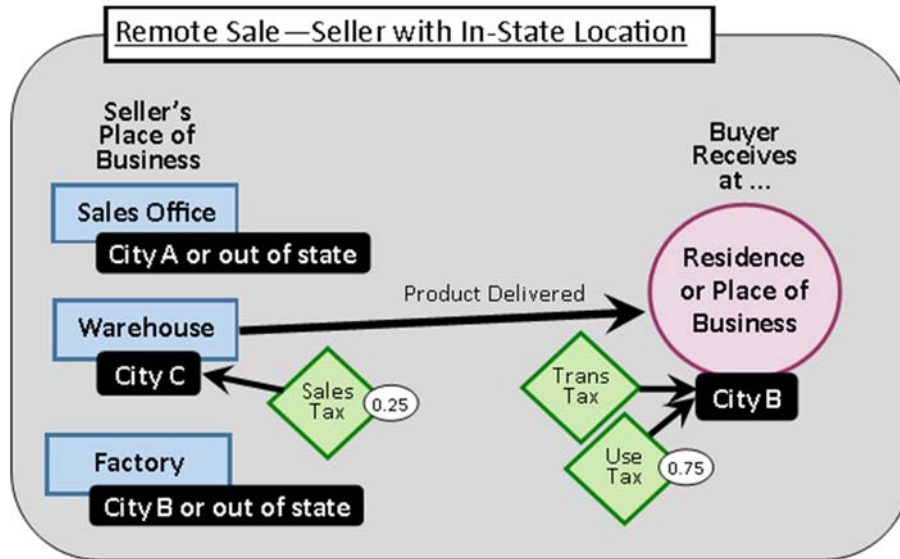 Remote Sale—Seller with In-State Location
Seller's
Place of
Business
Buyer
Receives
at ...
Sales Office
City A or out of state
Residence
or Place of
Business
Product Delivered
Warehouse
City C
Sales
Tax
0.25
Trans
Tax
City B
Use
Tax
0.75
Factory
City B or out of state